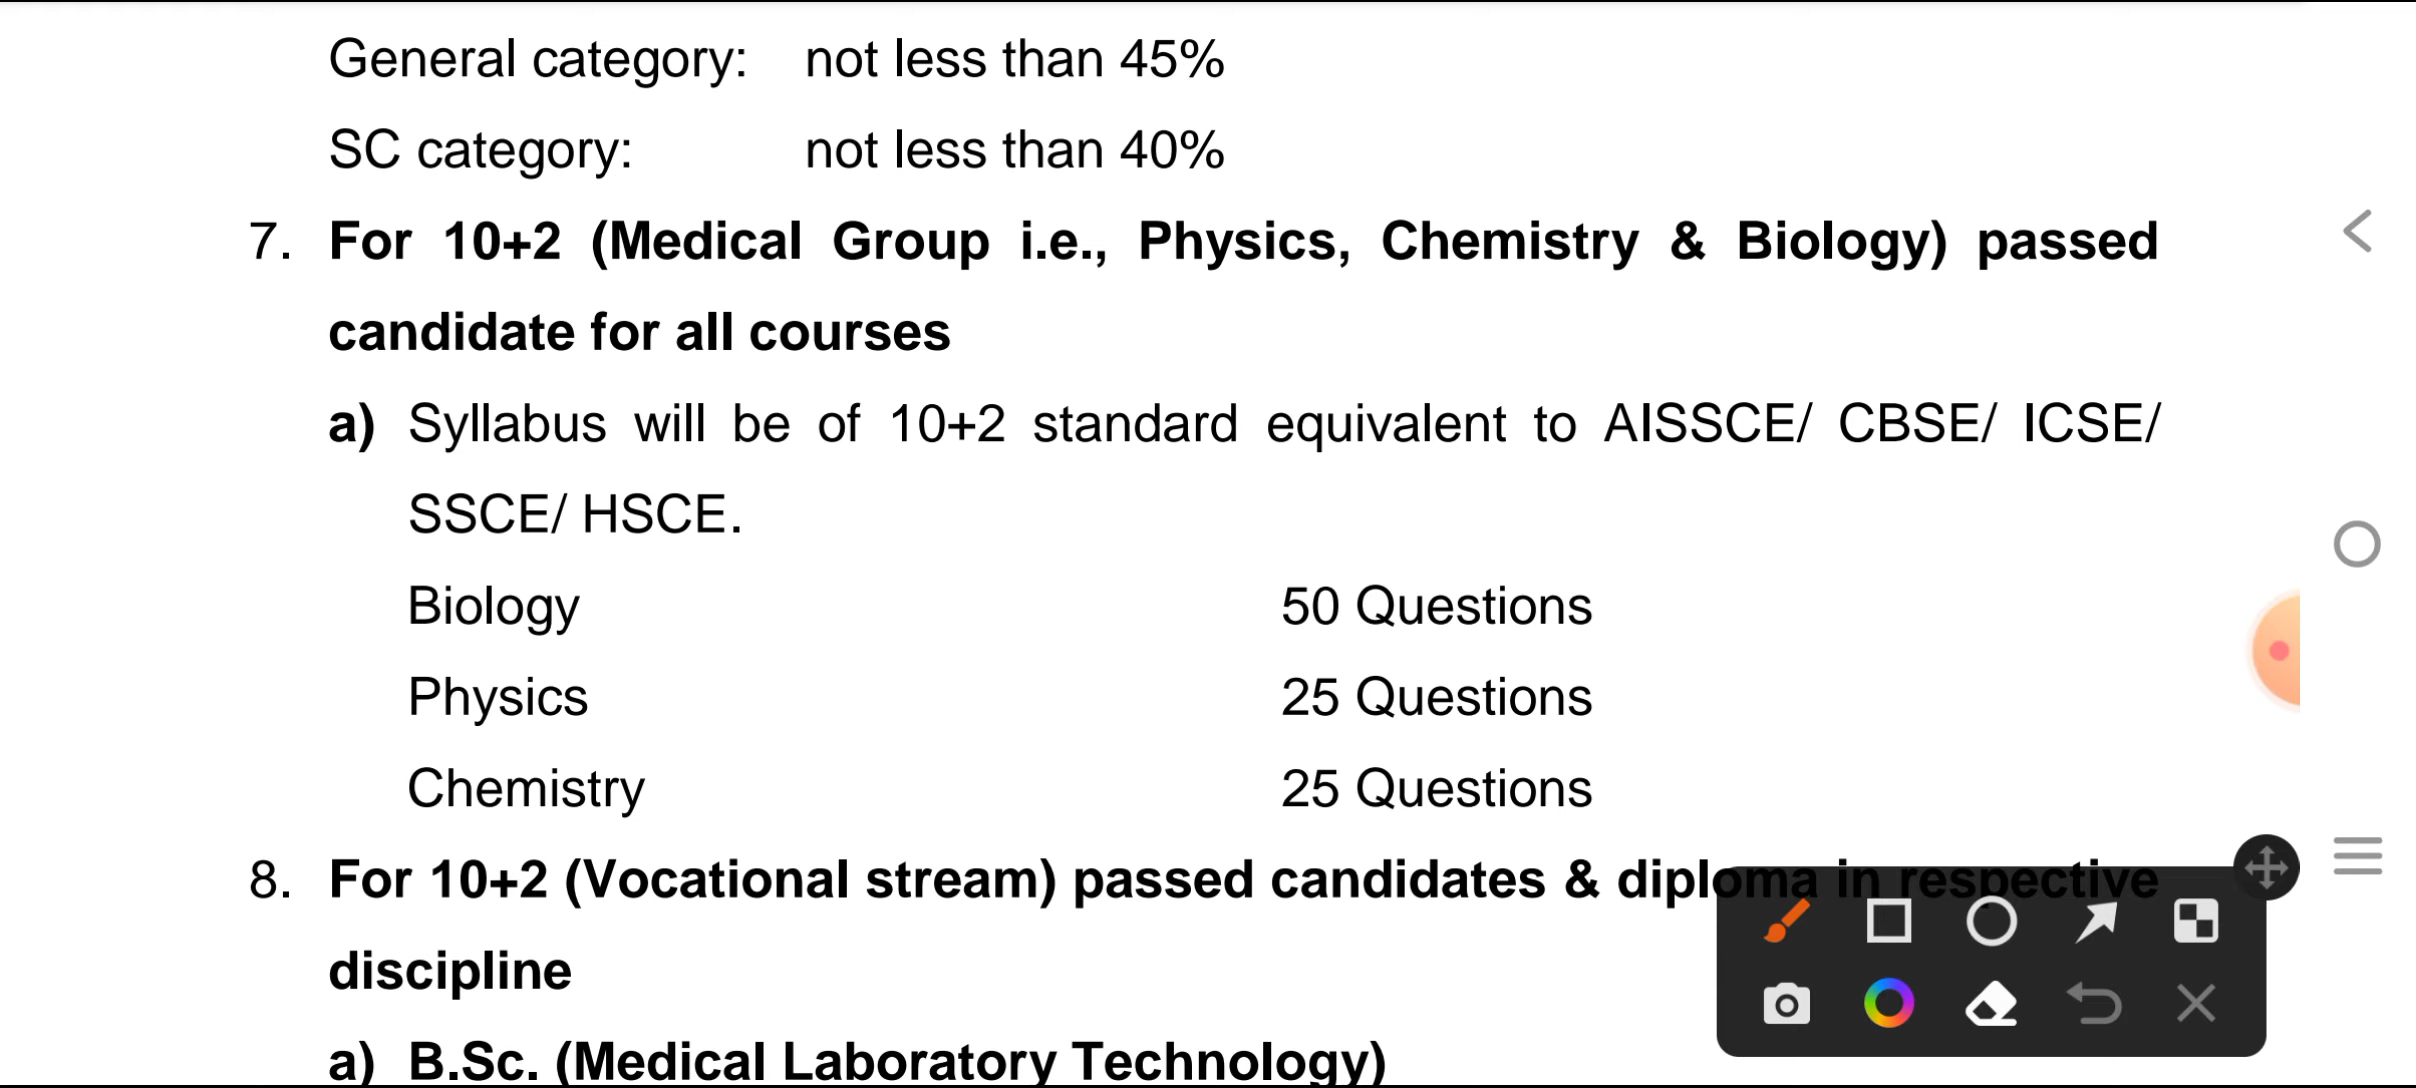 General category: not less than 45%
SC category: not less than 40%
7. For 10+2 (Medical Group i.e., Physics, Chemistry & Biology) passed
candidate for all courses
a) Syllabus will be of 10+2 standard equivalent to AISSCE/ CBSE/ ICSE/
SSCE/ HSCE.
Biology 50 Questions
Physics 25 Questions
Chemistry 25 Questions
8. For 10+2 (Vocational stream) passed candidates & diploma in respective
discipline
a) B.Sc. (Medical Laboratory Technology)